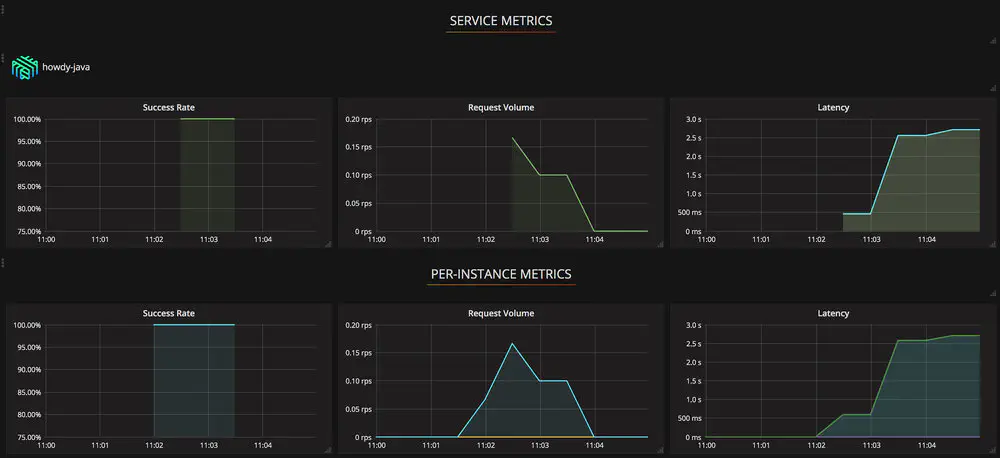 SERVICE METRICS
howdy-java
Success Rate
100.00%
95.00%
90.00%
85.00%
80.00%
75.00%
11:00 11:01 11:02 11:03 11:04
Request Volume
0.20 rps
0.15 rps
0.10 rps
0.05 rps
0 rps
11:00 11:01 11:02 11:03 11:04
Latency
3.0 s
2.5 s
2.0 s
1.5 s
1.0 s
500 ms
0 ms
11:00 11:01 11:02 11:03 11:04
PER-INSTANCE METRICS
Success Rate
100.00%
95.00%
90.00%
85.00%
80.00%
75.00%
11:00 11:01 11:02 11:03 11:04
Request Volume
0.20 rps
0.15 rps
0.10 rps
0.05 rps
0 rps
11:00 11:01 11:02 11:03 11:04
Latency
3.0 s
2.5 s
2.0 s
1.5 s
1.0 s
500 ms
0 ms
11:00 11:01 11:02 11:03 11:04